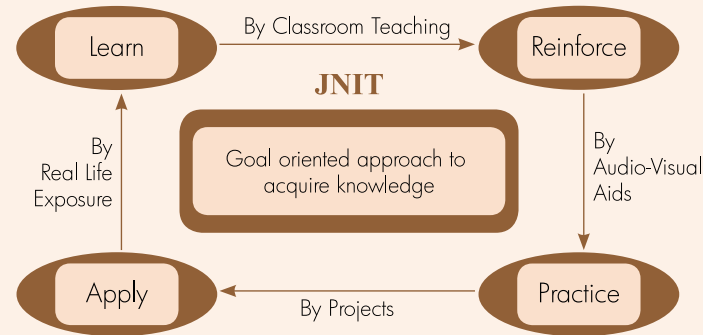 Learn
By Classroom Teaching
Reinforce
JNIT
Goal oriented approach to
acquire knowledge
By
Real Life
Exposure
By
Audio-Visual
Aids
Apply
By Projects
Practice